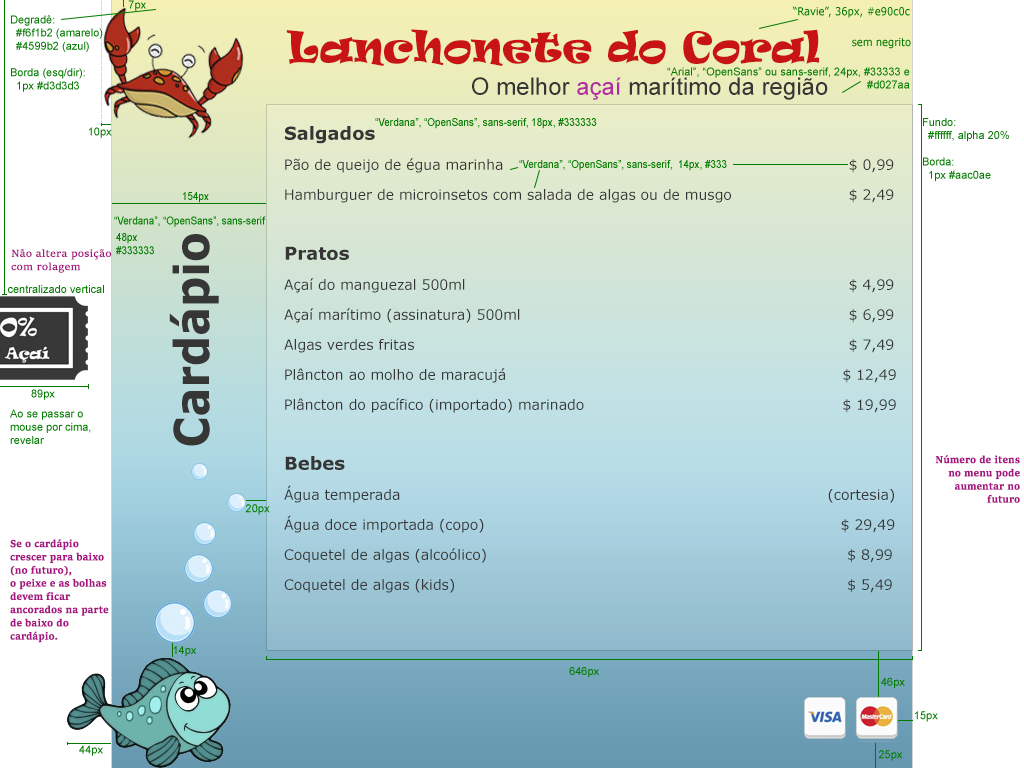 7px
Degradê:
#f6f1b2 (amarelo)
#4599b2 (azul)
Borda (esq/dir):
1px #d3d3d3
10px
"Ravie", 36px, #e90c0c
sem negrito
Lanchonete do Coral
"Arial", "OpenSans" ou sans-serif, 24px, #33333 e
#d027aa
O melhor açaí marítimo da região
"Verdana", "OpenSans", sans-serif, 18px, #333333
Salgados
Pão de queijo de égua marinha
"Verdana", "OpenSans", sans-serif, 14px, #333
$ 0,99
Hamburguer de microinsetos com salada de algas ou de musgo
$ 2,49
Fundo:
#ffffff, alpha 20%
Borda:
1px #aac0ae
154px
"Verdana", "OpenSans", sans-serif
48px
#333333
Cardápio
Não altera posição
com rolagem
centralizado vertical
0%
Açaí
89px
Ao se passar o
mouse por cima,
revelar
Pratos
Açaí do manguezal 500ml
$ 4,99
Açaí marítimo (assinatura) 500ml
$ 6,99
Algas verdes fritas
$ 7,49
Plâncton ao molho de maracujá
$ 12,49
Plâncton do pacífico (importado) marinado
$ 19,99
Bebes
Água temperada
(cortesia)
Água doce importada (copo)
$ 29,49
Coquetel de algas (alcoólico)
$ 8,99
Coquetel de algas (kids)
$ 5,49
Número de itens
no menu pode
aumentar no
futuro
20px
Se o cardápio
crescer para baixo
(no futuro),
o peixe e as bolhas
devem ficar
ancorados na parte
de baixo do
cardápio.
14px
44px
646px
46px
VISA
MasterCard
15px
25px